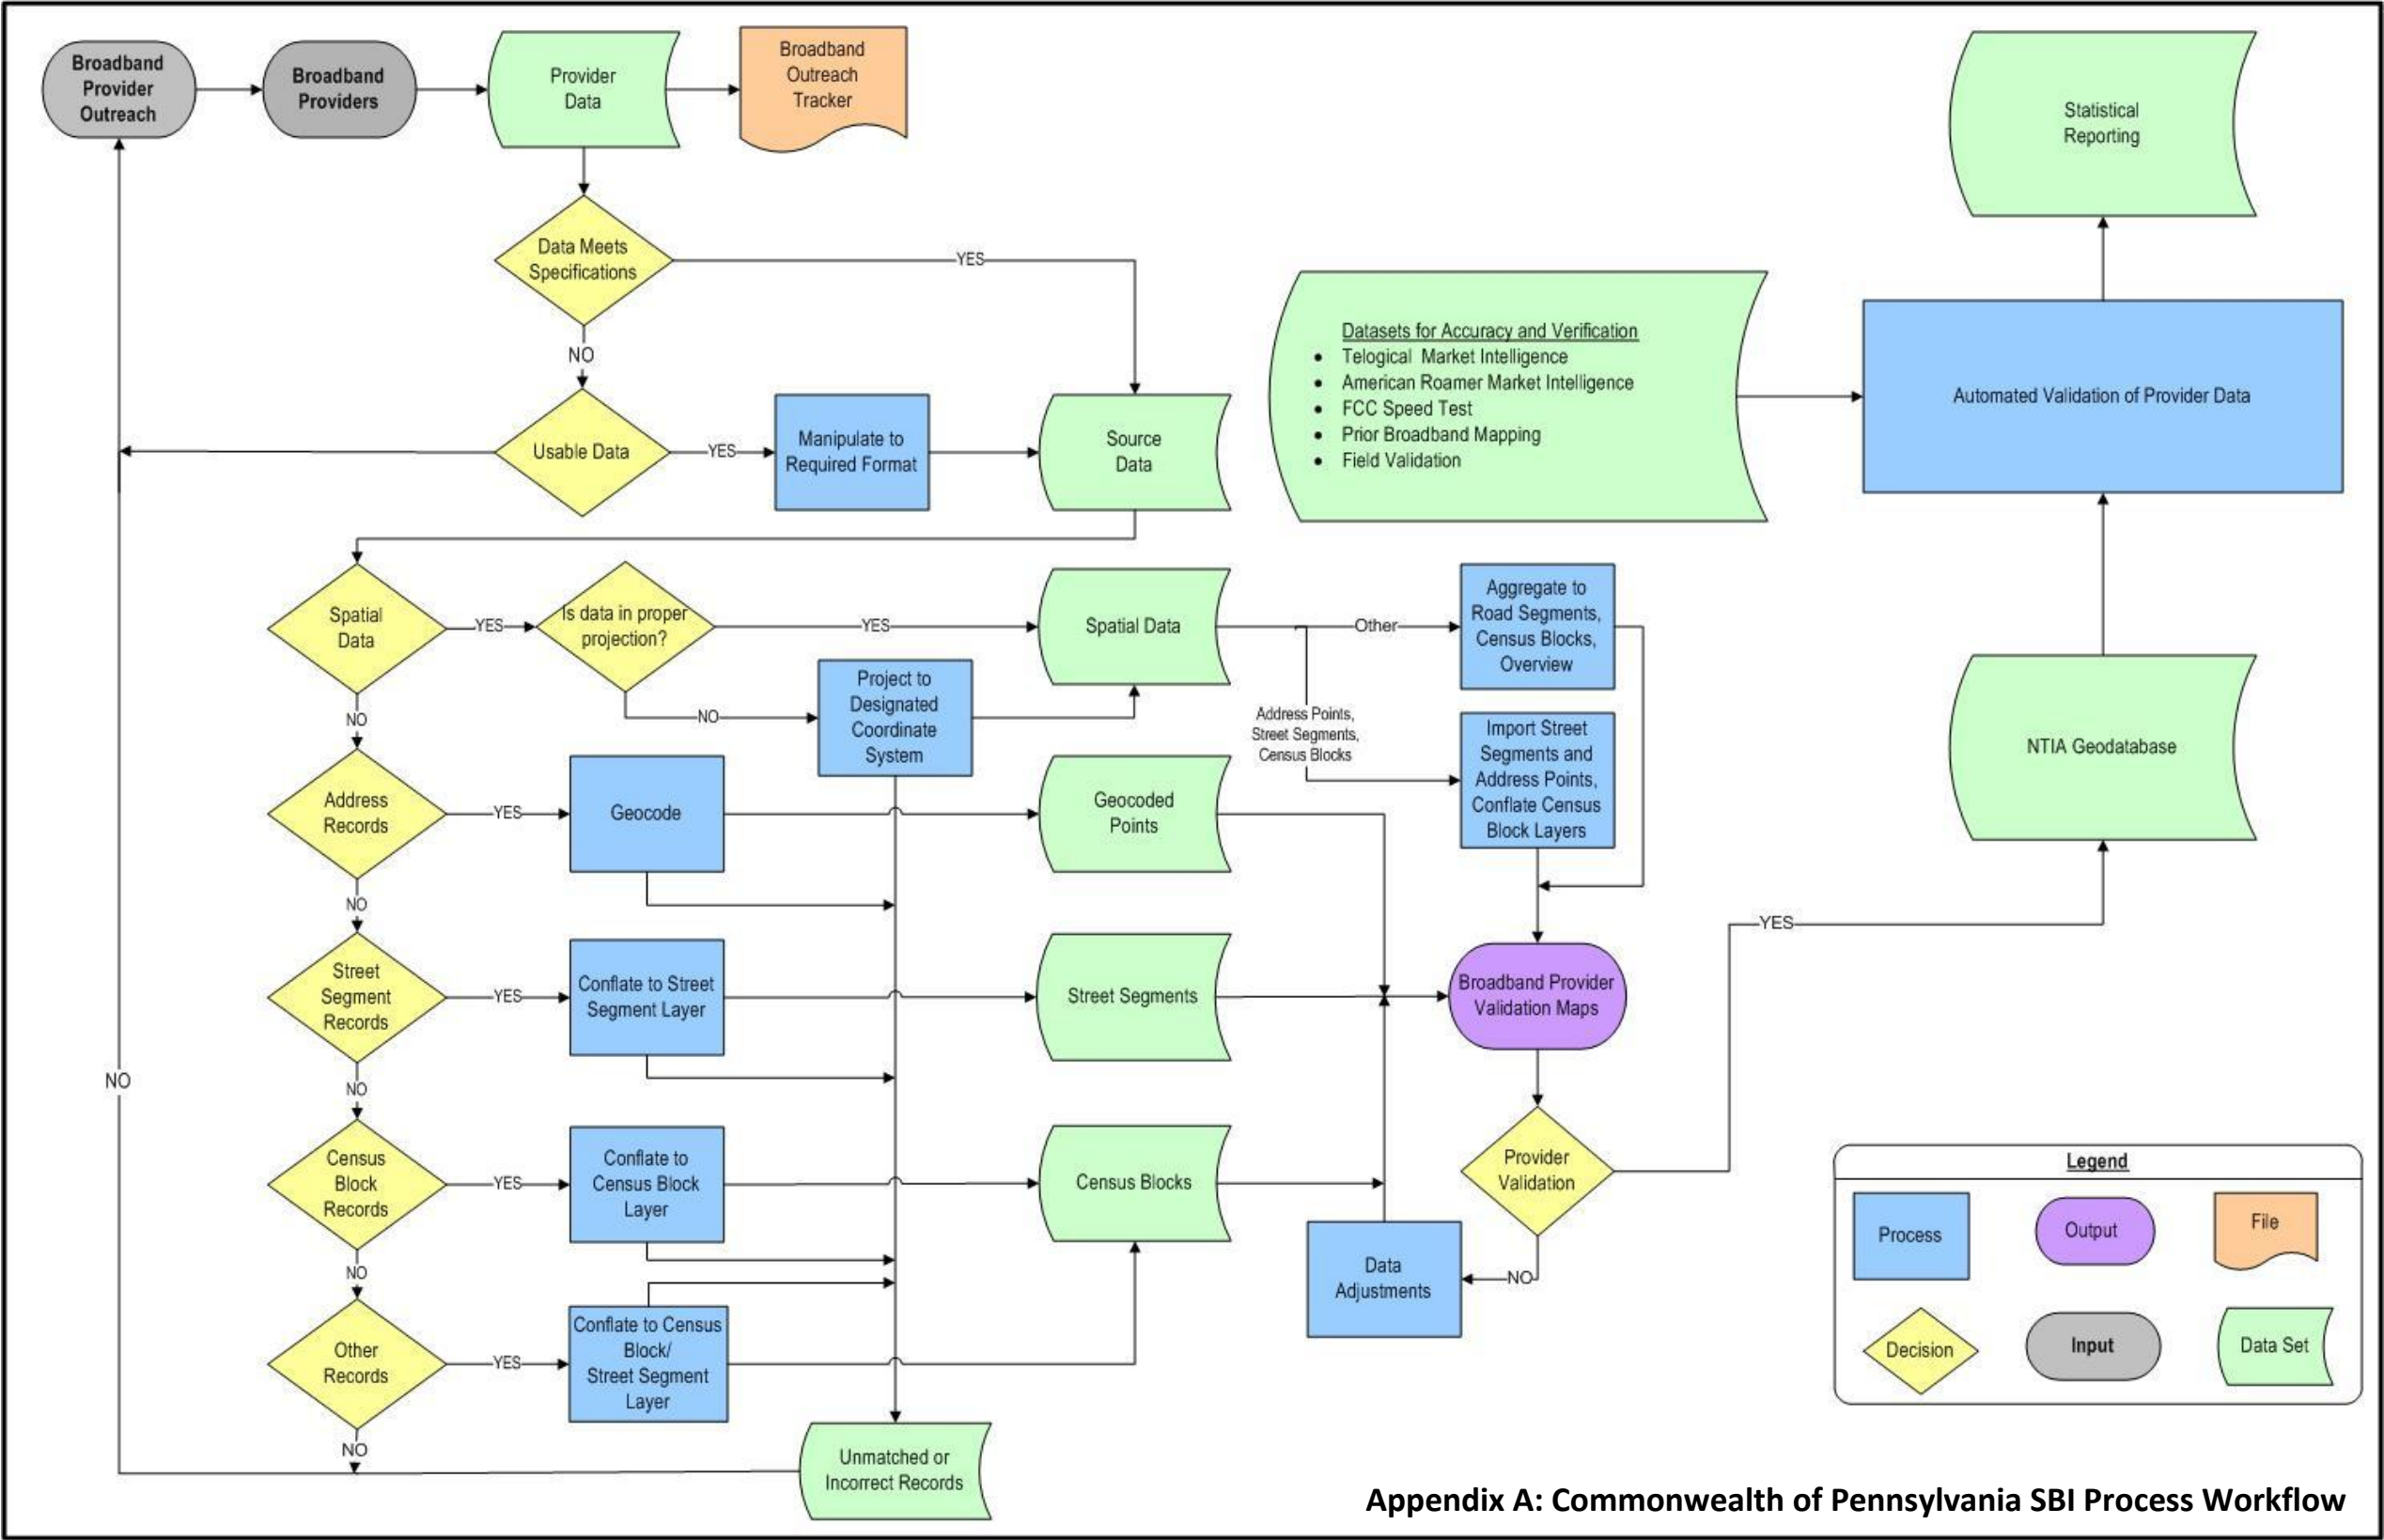 Broadband
Provider
Outreach
Broadband
Providers
Provider
Data
Broadband
Outreach
Tracker
Statistical
Reporting
Data Meets
Specifications
YES
NO
Datasets for Accuracy and Verification
• Telogical Market Intelligence
• American Roamer Market Intelligence
• FCC Speed Test
• Prior Broadband Mapping
• Field Validation
Automated Validation of Provider Data
Usable Data
YES
Manipulate to
Required Format
Source
Data
Spatial
Data
YES
Is data in proper
projection?
YES
Spatial Data
Other
Aggregate to
Road Segments,
Census Blocks,
Overview
NO
NO
Project to
Designated
Coordinate
System
Address Points,
Street Segments,
Census Blocks
Import Street
Segments and
Address Points,
Conflate Census
Block Layers
NTIA Geodatabase
Address
Records
YES
Geocode
Geocoded
Points
NO
YES
Street
Segment
Records
YES
Conflate to Street
Segment Layer
Street Segments
Broadband Provider
Validation Maps
NO
NO
Census
Block
Records
YES
Conflate to
Census Block
Layer
Census Blocks
Provider
Validation
NO
NO
Data
Adjustments
Other
Records
YES
Conflate to Census
Block/
Street Segment
Layer
NO
Unmatched or
Incorrect Records
Legend
Process
Output
File
Decision
Input
Data Set
Appendix A: Commonwealth of Pennsylvania SBI Process Workflow